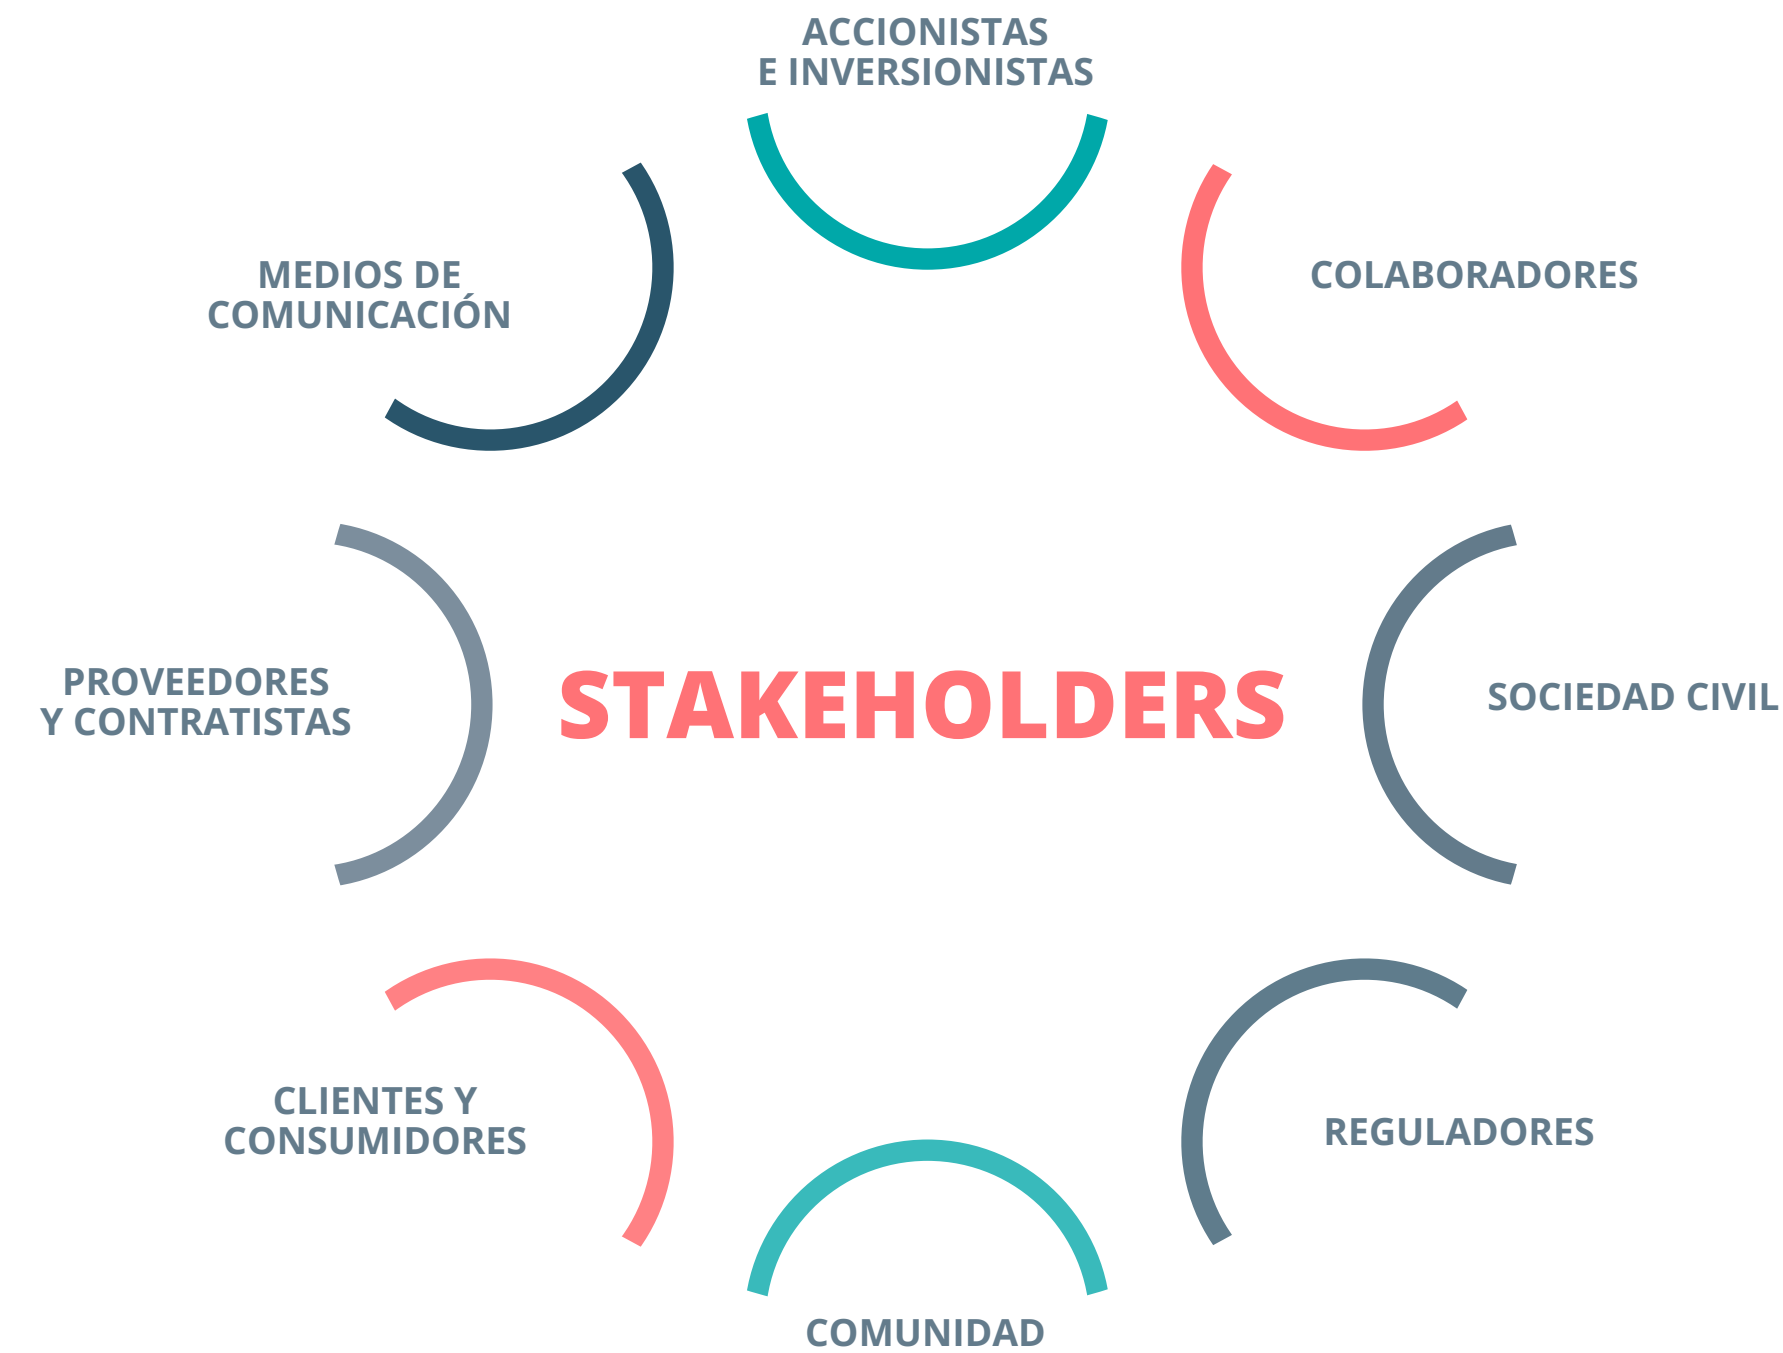 ACCIONISTAS
E INVERSIONISTAS
MEDIOS DE
COMUNICACIÓN
COLABORADORES
PROVEEDORES
Y CONTRATISTAS
STAKEHOLDERS
SOCIEDAD CIVIL
CLIENTES Y
CONSUMIDORES
REGULADORES
COMUNIDAD